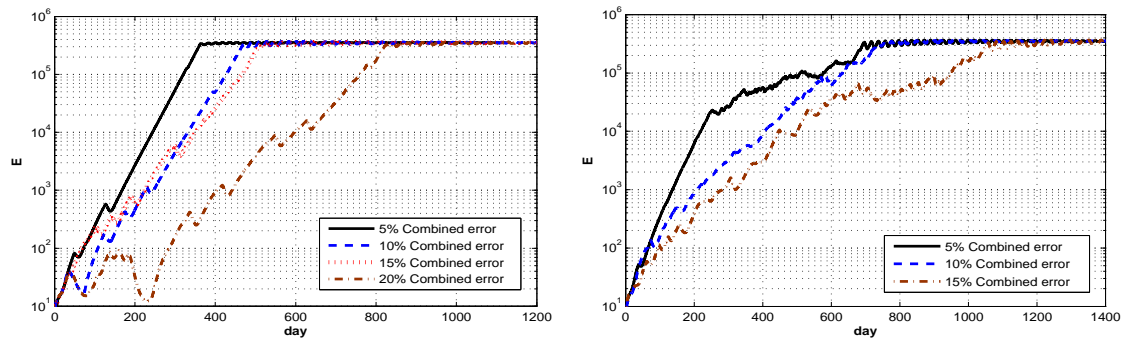 10^6
10^5
10^4
10^3
10^2
10^1
E
0 200 400 600 800 1000 1200
day
5% Combined error
10% Combined error
15% Combined error
20% Combined error
10^6
10^5
10^4
10^3
10^2
10^1
E
0 200 400 600 800 1000 1200 1400
day
5% Combined error
10% Combined error
15% Combined error